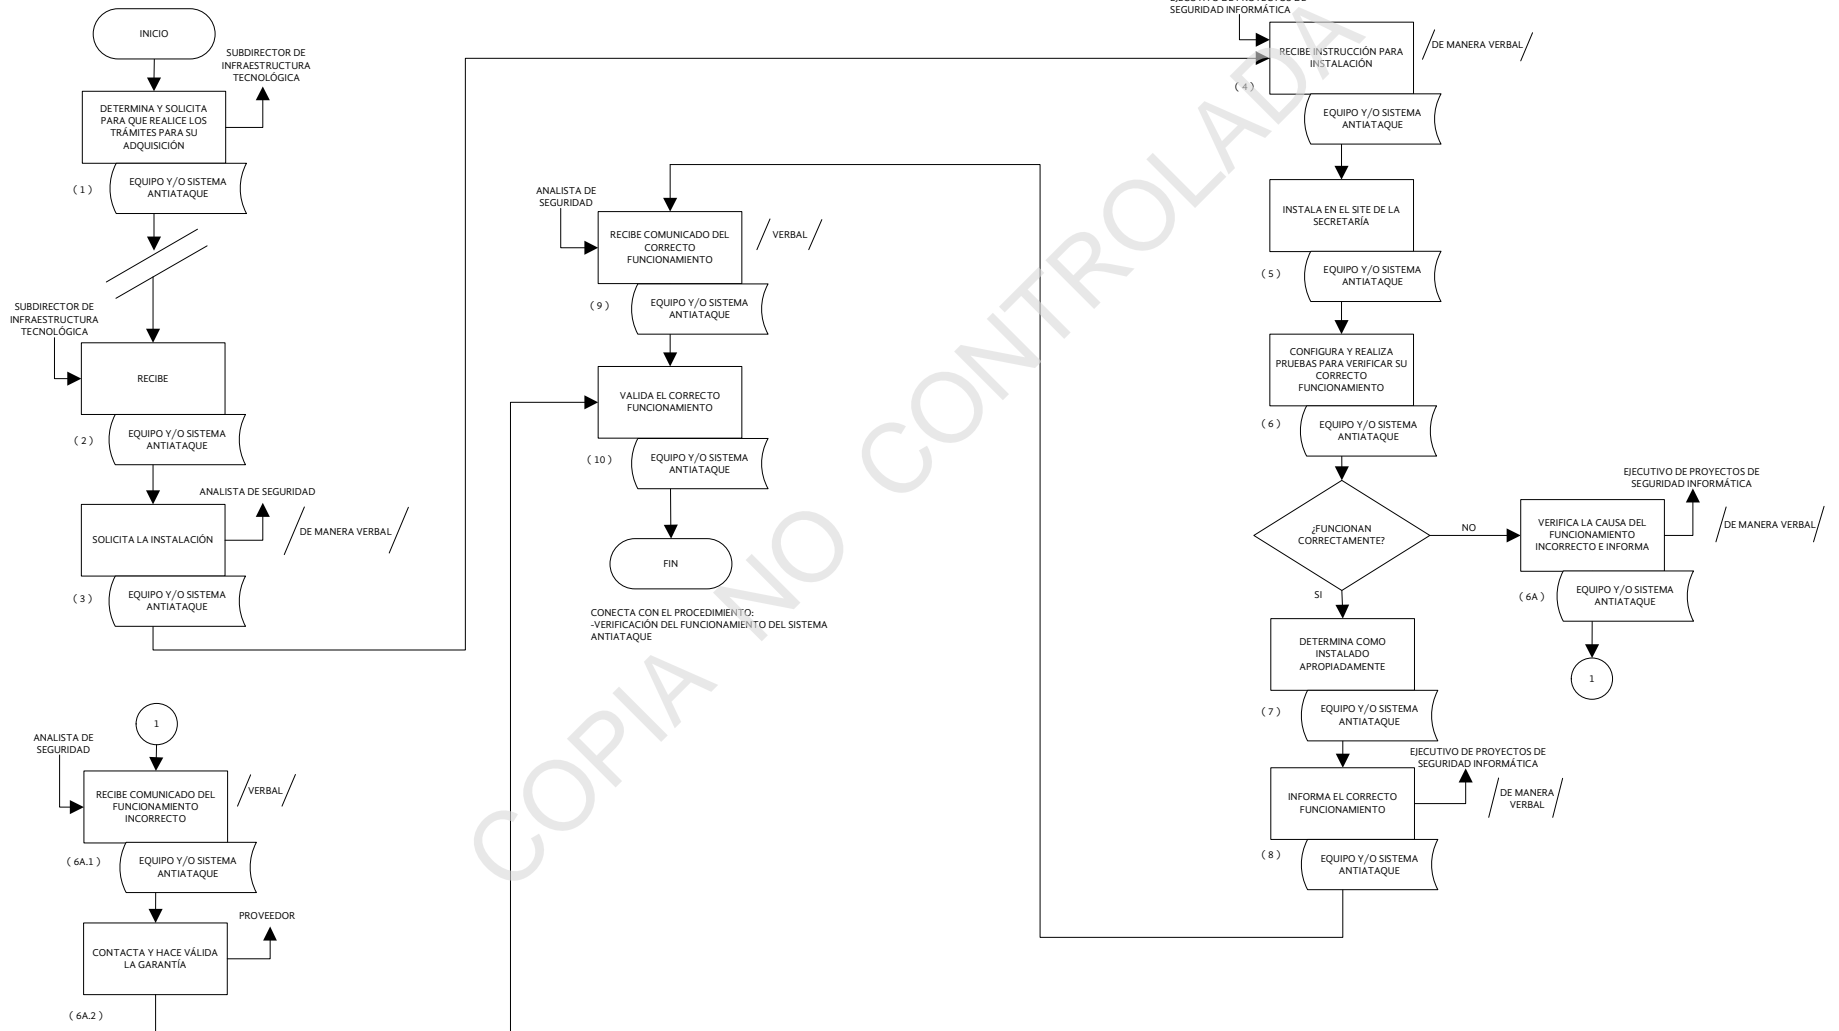 INICIO
SUBDIRECTOR DE
INFRAESTRUCTURA
TECNOLÓGICA
DETERMINA Y SOLICITA
PARA QUE REALICE LOS
TRÁMITES PARA SU
ADQUISICIÓN
( 1 )
EQUIPO Y/O SISTEMA
ANTIATAQUE
SUBDIRECTOR DE
INFRAESTRUCTURA
TECNOLÓGICA
RECIBE
( 2 )
EQUIPO Y/O SISTEMA
ANTIATAQUE
ANALISTA DE SEGURIDAD
SOLICITA LA INSTALACIÓN
DE MANERA VERBAL
( 3 )
EQUIPO Y/O SISTEMA
ANTIATAQUE
1
ANALISTA DE
SEGURIDAD
RECIBE COMUNICADO DEL
FUNCIONAMIENTO
INCORRECTO
VERBAL
( 6A.1 )
EQUIPO Y/O SISTEMA
ANTIATAQUE
PROVEEDOR
CONTACTA Y HACE VÁLIDA
LA GARANTÍA
( 6A.2 )
ANALISTA DE
SEGURIDAD
RECIBE COMUNICADO DEL
CORRECTO
FUNCIONAMIENTO
VERBAL
( 9 )
EQUIPO Y/O SISTEMA
ANTIATAQUE
VALIDA EL CORRECTO
FUNCIONAMIENTO
( 10 )
EQUIPO Y/O SISTEMA
ANTIATAQUE
FIN
CONECTA CON EL PROCEDIMIENTO:
-VERIFICACIÓN DEL FUNCIONAMIENTO DEL SISTEMA
ANTIATAQUE
SEGURIDAD INFORMÁTICA
RECIBE INSTRUCCIÓN PARA
INSTALACIÓN
DE MANERA VERBAL
( 4 )
EQUIPO Y/O SISTEMA
ANTIATAQUE
INSTALA EN EL SITE DE LA
SECRETARÍA
( 5 )
EQUIPO Y/O SISTEMA
ANTIATAQUE
CONFIGURA Y REALIZA
PRUEBAS PARA VERIFICAR SU
CORRECTO
FUNCIONAMIENTO
( 6 )
EQUIPO Y/O SISTEMA
ANTIATAQUE
¿FUNCIONAN
CORRECTAMENTE?
NO
SI
EJECUTIVO DE PROYECTOS DE
SEGURIDAD INFORMÁTICA
VERIFICA LA CAUSA DEL
FUNCIONAMIENTO
INCORRECTO E INFORMA
DE MANERA VERBAL
( 6A )
EQUIPO Y/O SISTEMA
ANTIATAQUE
1
DETERMINA COMO
INSTALADO
APROPIADAMENTE
( 7 )
EQUIPO Y/O SISTEMA
ANTIATAQUE
EJECUTIVO DE PROYECTOS DE
SEGURIDAD INFORMÁTICA
INFORMA EL CORRECTO
FUNCIONAMIENTO
DE MANERA
VERBAL
( 8 )
EQUIPO Y/O SISTEMA
ANTIATAQUE
COPIA NO CONTROLADA